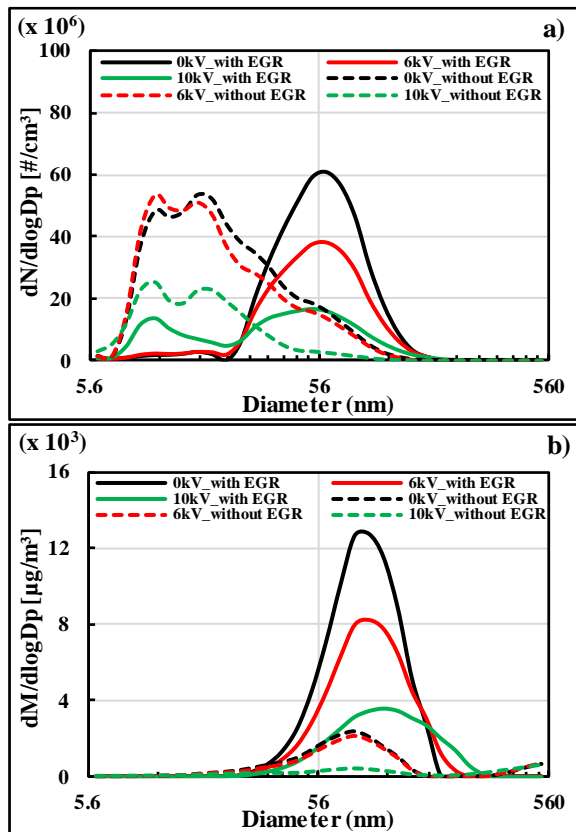 (x 10⁶
a)
100
80
60
40
20
0
dN/dlogDp [#/cm³]
0kV_with EGR
6kV_with EGR
10kV_with EGR
0kV_without EGR
6kV_without EGR
10kV_without EGR
5.6
56
560
Diameter (nm)
(x 10³
b)
16
12
8
4
0
dM/dlogDp [µg/m³]
0kV_with EGR
6kV_with EGR
10kV_with EGR
0kV_without EGR
6kV_without EGR
10kV_without EGR
5.6
56
560
Diameter (nm)